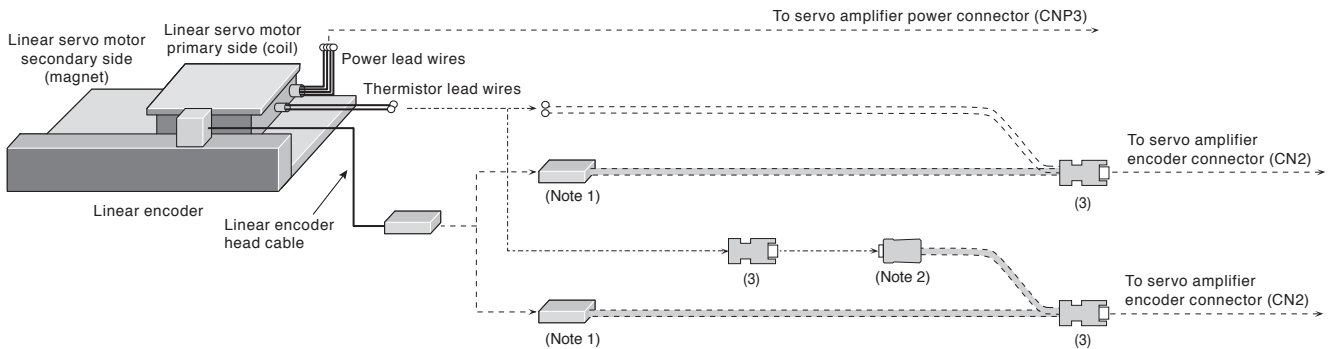 To servo amplifier power connector (CNP3)
Linear servo motor
primary side (coil)
Linear servo motor
secondary side
(magnet)
Power lead wires
Thermistor lead wires
To servo amplifier
encoder connector (CN2)
(Note 1)
(3)
Linear encoder
Linear encoder
head cable
(3)
(Note 2)
To servo amplifier
encoder connector (CN2)
(Note 1)
(3)